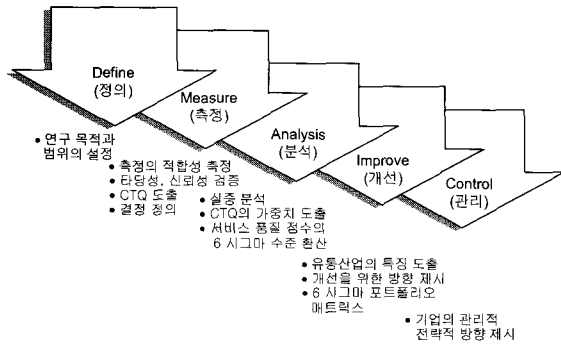 Define
(정의)
• 연구 목적과
범위의 설정
Measure
(측정)
• 측정의 적합성 측정
• 타당성, 신뢰성 검증
• CTQ 도출
• 결정 정의
Analysis
(분석)
• 실증 분석
• CTQ의 가중치 도출
• 서비스 품질 점수의
6 시그마 수준 환산
Improve
(개선)
• 유통산업의 특징 도출
• 개선을 위한 방향 제시
• 6 시그마 포트폴리오
매트릭스
Control
(관리)
• 기업의 관리적
전략적 방향 제시